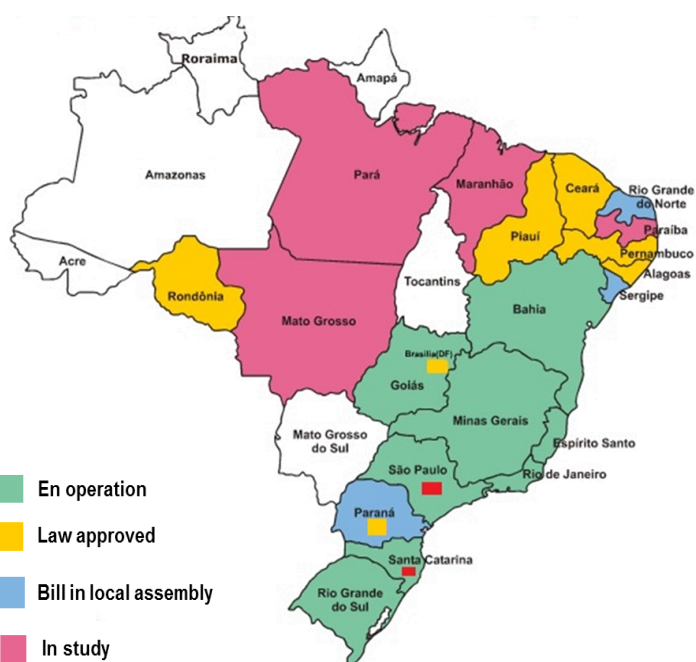 Roraima
Amapá
Amazonas
Pará
Maranhão
Ceará
Rio Grande
do Norte
Paraíba
Piauí
Pernambuco
Acre
Alagoas
Rondônia
Tocantins
Sergipe
Bahia
Mato Grosso
Brasília(DF)
Goiás
Minas Gerais
Mato Grosso
do Sul
Espírito Santo
São Paulo
Rio de Janeiro
En operation
Paraná
Law approved
Santa Catarina
Bill in local assembly
Rio Grande
do Sul
In study